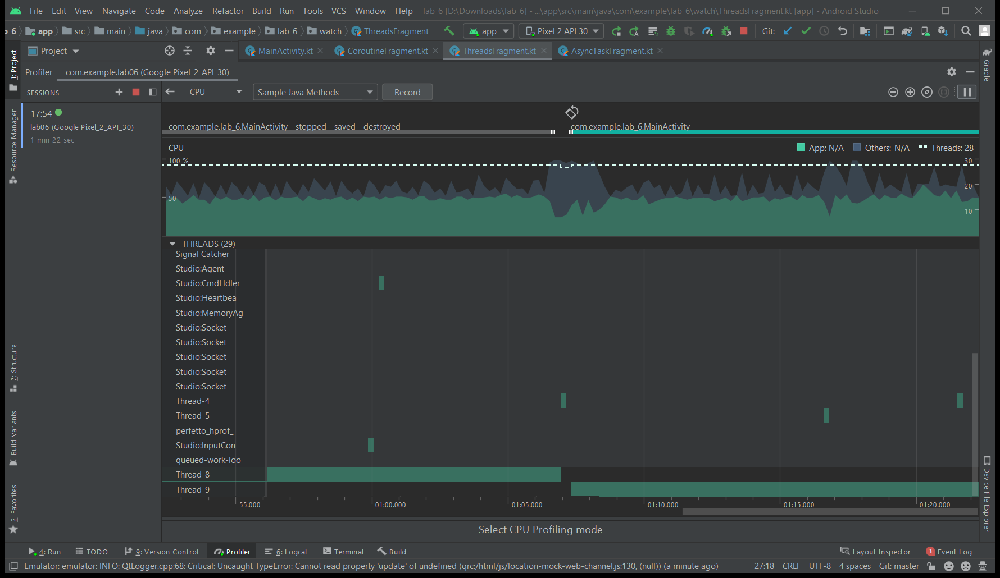 File Edit View Navigate Code Analyze Refactor Build Run Tools VCS Window Help lab_6 [D:\Downloads\lab_6] - ...\app\src\main\java\com\example\lab_6\watch\ThreadsFragment.kt [app] - Android Studio
b_6 app src main java com example lab_6 watch ThreadsFragment app Pixel 2 API 30 Git:
Project MainActivity.kt CoroutineFragment.kt ThreadsFragment.kt AsyncTaskFragment.kt
Profiler com.example.lab06 (Google Pixel_2_API_30)
SESSIONS CPU Sample Java Methods Record
17:54
lab06 (Google Pixel_2_API_30)
1 min 22 sec
com.example.lab_6.MainActivity - stopped - saved - destroyed com.example.lab_6.MainActivity
CPU App: N/A Others: N/A Threads: 28
100 % 30
50 20
10
THREADS (29)
Signal Catcher
Studio:Agent
Studio:CmdHdler
Studio:Heartbea
Studio:MemoryAg
Studio:Socket
Studio:Socket
Studio:Socket
Studio:Socket
Studio:Socket
Thread-4
Thread-5
perfetto_hprof_
Studio:InputCon
queued-work-loo
Thread-8
Thread-9
55.000 01:00.000 01:05.000 01:10.000 01:15.000 01:20.000
Select CPU Profiling mode
1: Project
Resource Manager
7: Structure
Build Variants
2: Favorites
Gradle
Device File Explorer
4: Run TODO 9: Version Control Profiler 6: Logcat Terminal Build Layout Inspector 3 Event Log
Emulator: emulator: INFO: QtLogger.cpp:68: Critical: Uncaught TypeError: Cannot read property 'update' of undefined (qrc:/html/js/location-mock-web-channel.js:130, (null)) (a minute ago) 27:18 CRLF UTF-8 4 spaces Git: master